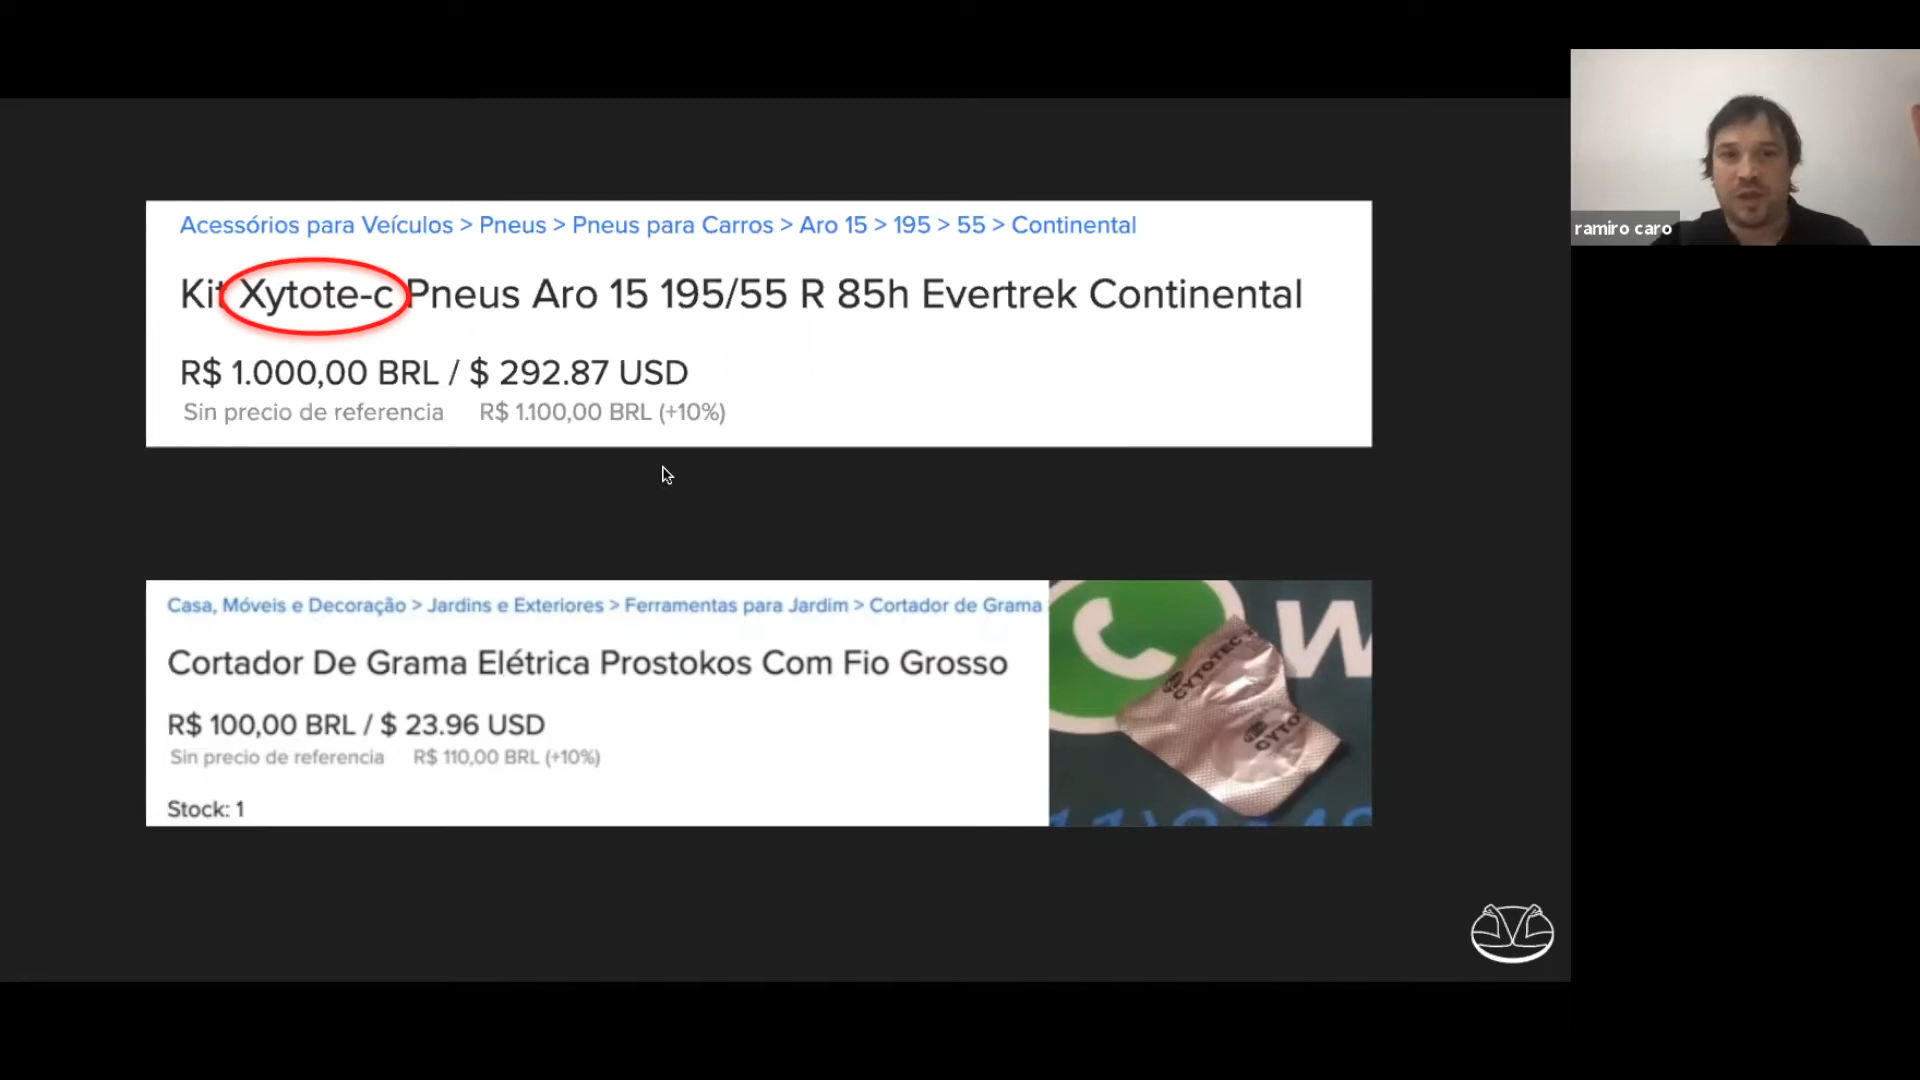 Acessórios para Veículos > Pneus > Pneus para Carros > Aro 15 > 195 > 55 > Continental
Kit Xytote-c Pneus Aro 15 195/55 R 85h Evertrek Continental
R$ 1.000,00 BRL / $ 292.87 USD
Sin precio de referencia R$ 1.100,00 BRL (+10%)
ramiro caro
Casa, Móveis e Decoração > Jardins e Exteriores > Ferramentas para Jardim > Cortador de Grama
Cortador De Grama Elétrica Prostokos Com Fio Grosso
R$ 100,00 BRL / $ 23.96 USD
Sin precio de referencia R$ 110,00 BRL (+10%)
Stock: 1
W
CYTOTEC
CYTO